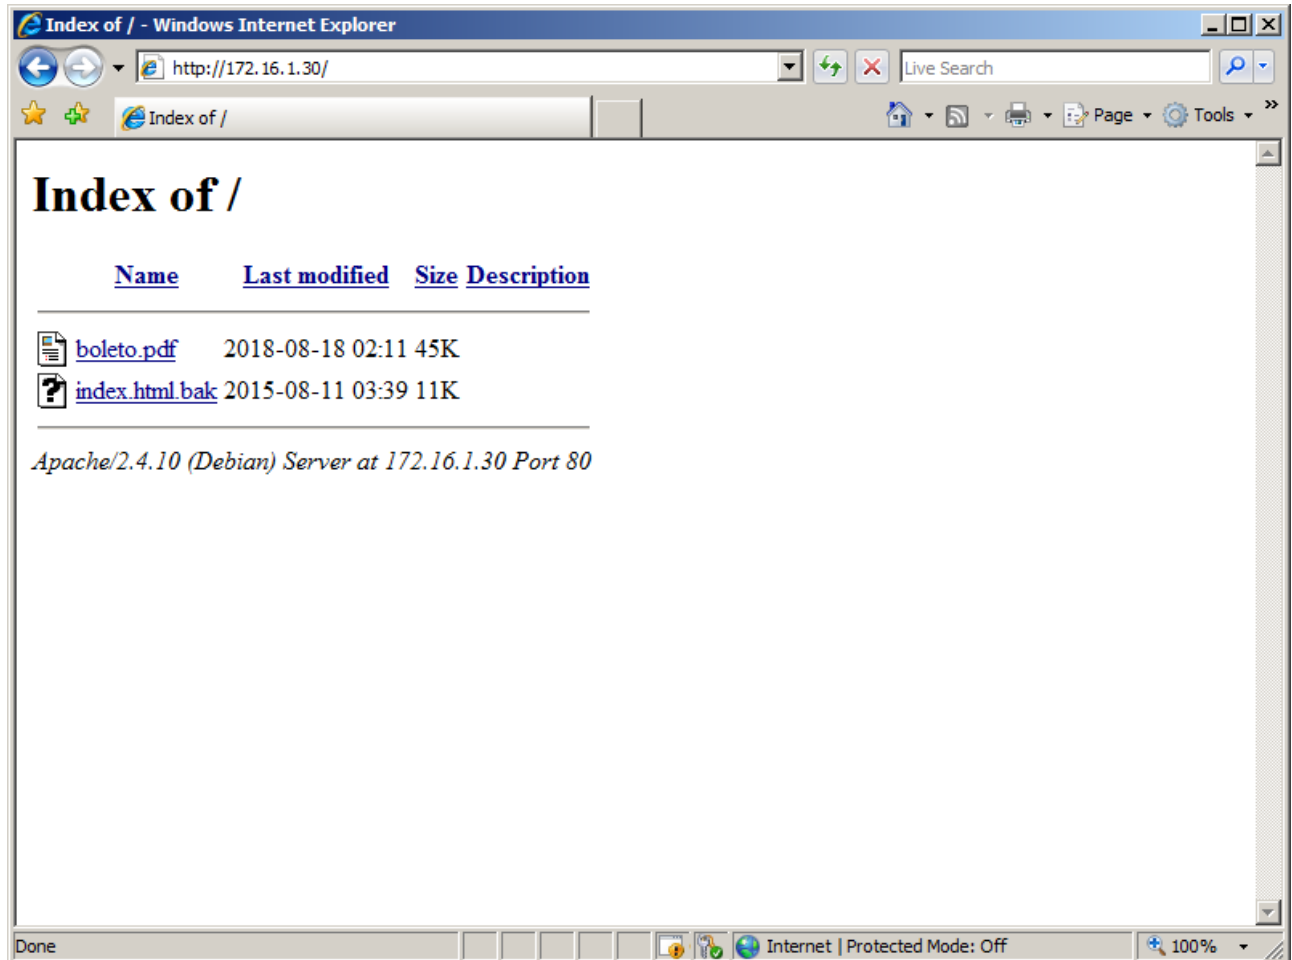 Index of / - Windows Internet Explorer
http://172.16.1.30/
Live Search
Index of /
Page
Tools
»
Index of /
Name Last modified Size Description
boleto.pdf 2018-08-18 02:11 45K
index.html.bak 2015-08-11 03:39 11K
Apache/2.4.10 (Debian) Server at 172.16.1.30 Port 80
Done
Internet | Protected Mode: Off
100%